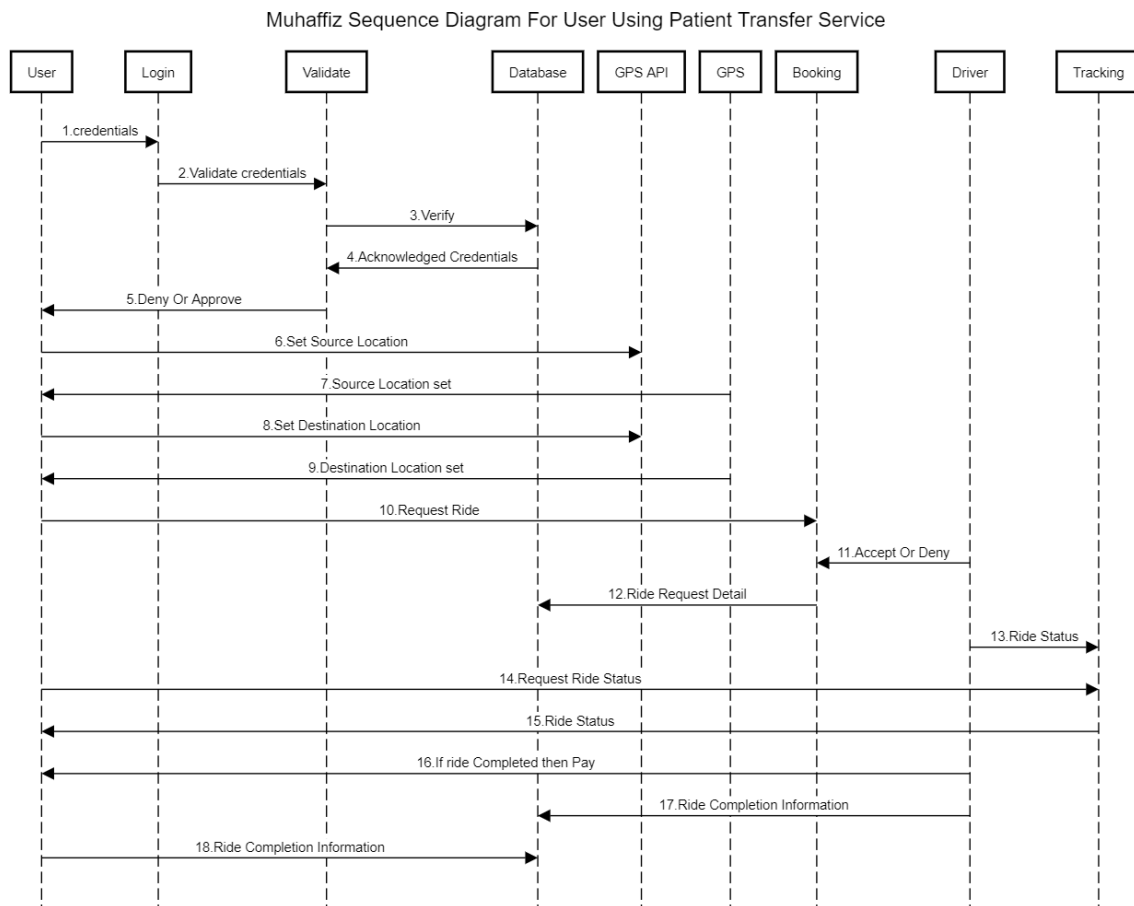 Muhaffiz Sequence Diagram For User Using Patient Transfer Service
User Login Validate Database GPS API GPS Booking Driver Tracking
1.credentials
2.Validate credentials
3.Verify
4.Acknowledged Credentials
5.Deny Or Approve
6.Set Source Location
7.Source Location set
8.Set Destination Location
9.Destination Location set
10.Request Ride
11.Accept Or Deny
12.Ride Request Detail
13.Ride Status
14.Request Ride Status
15.Ride Status
16.If ride Completed then Pay
17.Ride Completion Information
18.Ride Completion Information